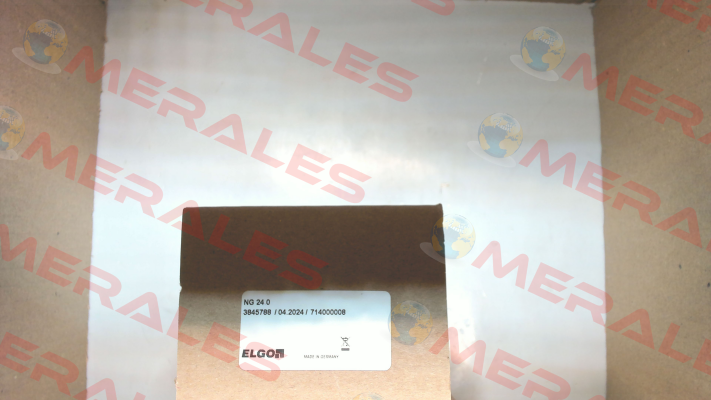 MERALES
MERALES
MERALES
MERALES
MERALES
NG 24.0
3845788 / 04.2024 / 714000008
ELGO
MADE IN GERMANY